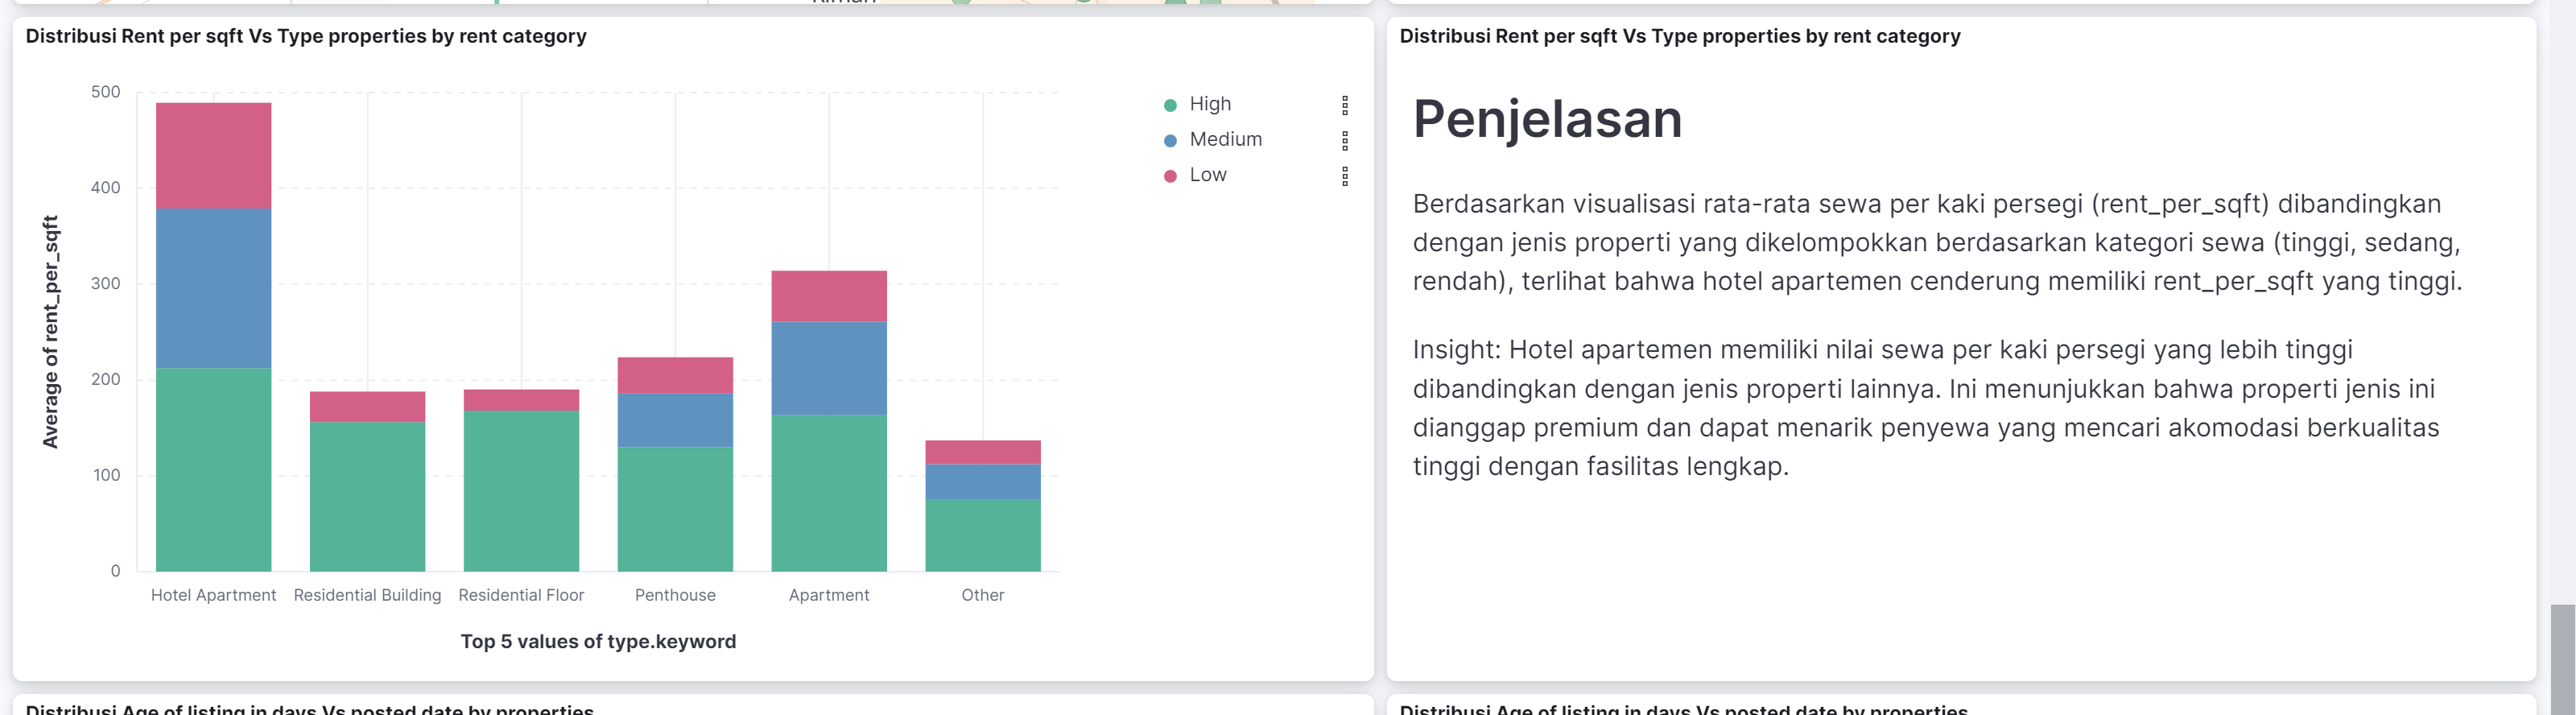 Distribusi Rent per sqft Vs Type properties by rent category
500
400
300
200
100
0
Average of rent_per_sqft
Hotel Apartment
Residential Building
Residential Floor
Penthouse
Apartment
Other
Top 5 values of type.keyword
High
Medium
Low
Distribusi Rent per sqft Vs Type properties by rent category
Penjelasan
Berdasarkan visualisasi rata-rata sewa per kaki persegi (rent_per_sqft) dibandingkan
dengan jenis properti yang dikelompokkan berdasarkan kategori sewa (tinggi, sedang,
rendah), terlihat bahwa hotel apartemen cenderung memiliki rent_per_sqft yang tinggi.
Insight: Hotel apartemen memiliki nilai sewa per kaki persegi yang lebih tinggi
dibandingkan dengan jenis properti lainnya. Ini menunjukkan bahwa properti jenis ini
dianggap premium dan dapat menarik penyewa yang mencari akomodasi berkualitas
tinggi dengan fasilitas lengkap.
Distribusi Age of listing in days Vs posted date by properties
Distribusi Age of listing in days Vs posted date by properties